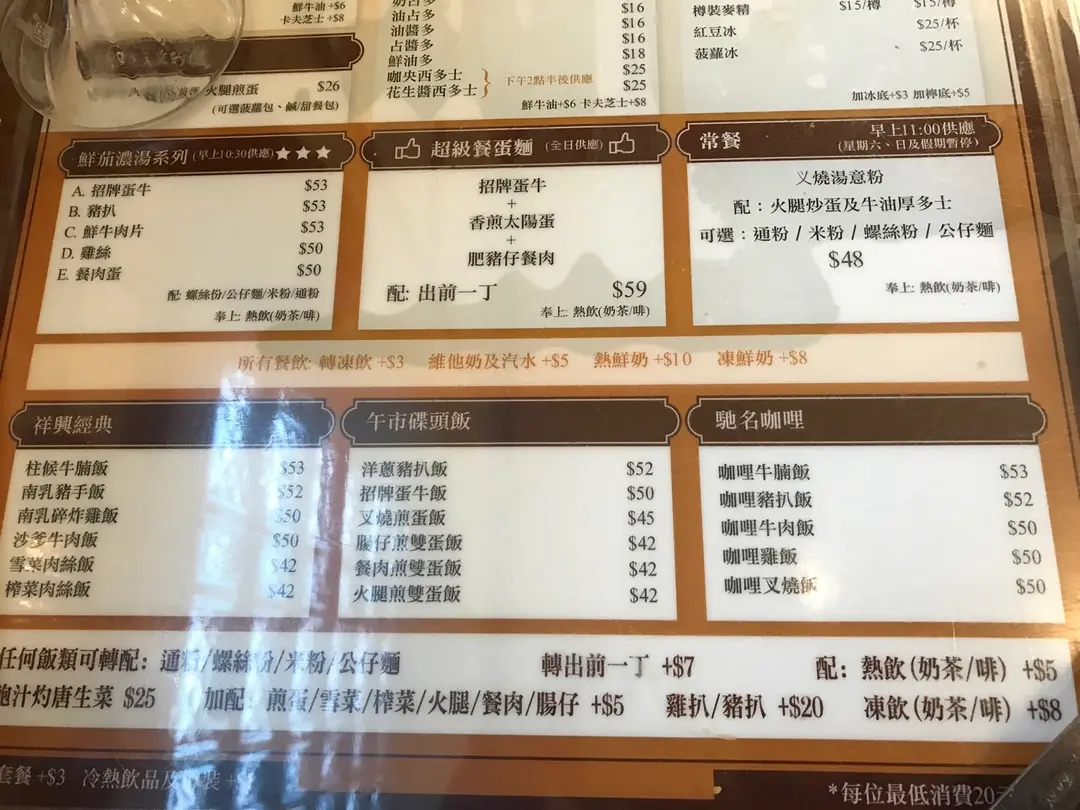 鮮牛油 +$6
卡夫芝士 +$8
火腿煎蛋 $26
(可選菠蘿包、鹹/甜餐包)
油占多 $16
油醬多 $16
占醬多 $16
鮮油多 $18
咖央西多士 $25
花生醬西多士 $25
下午2點半後供應
鮮牛油+$6 卡夫芝士+$8
樽裝麥精 $15/樽 $15/樽
紅豆冰 $25/杯
菠蘿冰 $25/杯
加冰底+$3 加檸底+$5
鮮茄濃湯系列 (早上10:30供應) ★★★
A. 招牌蛋牛 $53
B. 豬扒 $53
C. 鮮牛肉片 $53
D. 雞絲 $50
E. 餐肉蛋 $50
配: 螺絲份/公仔麵/米粉/通粉
奉上: 熱飲(奶茶/啡)
超級餐蛋麵 (全日供應)
招牌蛋牛
+
香煎太陽蛋
+
肥豬仔餐肉
配: 出前一丁 $59
奉上: 熱飲(奶茶/啡)
常餐 早上11:00供應
(星期六、日及假期暫停)
义燒湯意粉
配：火腿炒蛋及牛油厚多士
可選：通粉 / 米粉 / 螺絲粉 / 公仔麵
$48
奉上: 熱飲(奶茶/啡)
所有餐飲: 轉凍飲 +$3 維他奶及汽水 +$5 熱鮮奶 +$10 凍鮮奶 +$8
祥興經典
柱候牛腩飯 $53
南乳豬手飯 $52
南乳碎炸雞飯 $50
沙爹牛肉飯 $50
雪菜肉絲飯 $42
榨菜肉絲飯 $42
午市碟頭飯
洋蔥豬扒飯 $52
招牌蛋牛飯 $50
叉燒煎蛋飯 $45
腸仔煎雙蛋飯 $42
餐肉煎雙蛋飯 $42
火腿煎雙蛋飯 $42
馳名咖哩
咖哩牛腩飯 $53
咖哩豬扒飯 $52
咖哩牛肉飯 $50
咖哩雞飯 $50
咖哩叉燒飯 $50
任何飯類可轉配：通粉/螺絲粉/米粉/公仔麵 轉出前一丁 +$7 配：熱飲(奶茶/啡) +$5
鮑汁灼唐生菜 $25 加配：煎蛋/雪菜/榨菜/火腿/餐肉/腸仔 +$5 雞扒/豬扒 +$20 凍飲(奶茶/啡) +$8
套餐 +$3 冷熱飲品及
*每位最低消費20